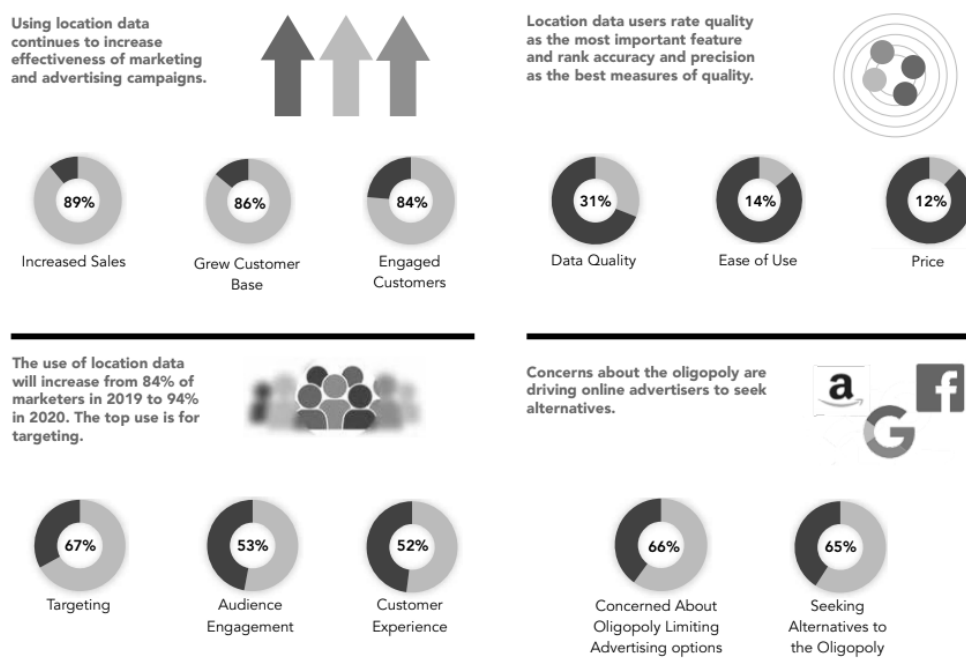 Using location data
continues to increase
effectiveness of marketing
and advertising campaigns.
89%
86%
84%
Increased Sales
Grew Customer
Base
Engaged
Customers
Location data users rate quality
as the most important feature
and rank accuracy and precision
as the best measures of quality.
31%
14%
12%
Data Quality
Ease of Use
Price
The use of location data
will increase from 84% of
marketers in 2019 to 94%
in 2020. The top use is for
targeting.
67%
53%
52%
Targeting
Audience
Engagement
Customer
Experience
Concerns about the oligopoly are
driving online advertisers to seek
alternatives.
a
f
G
66%
65%
Concerned About
Oligopoly Limiting
Advertising options
Seeking
Alternatives to
the Oligopoly